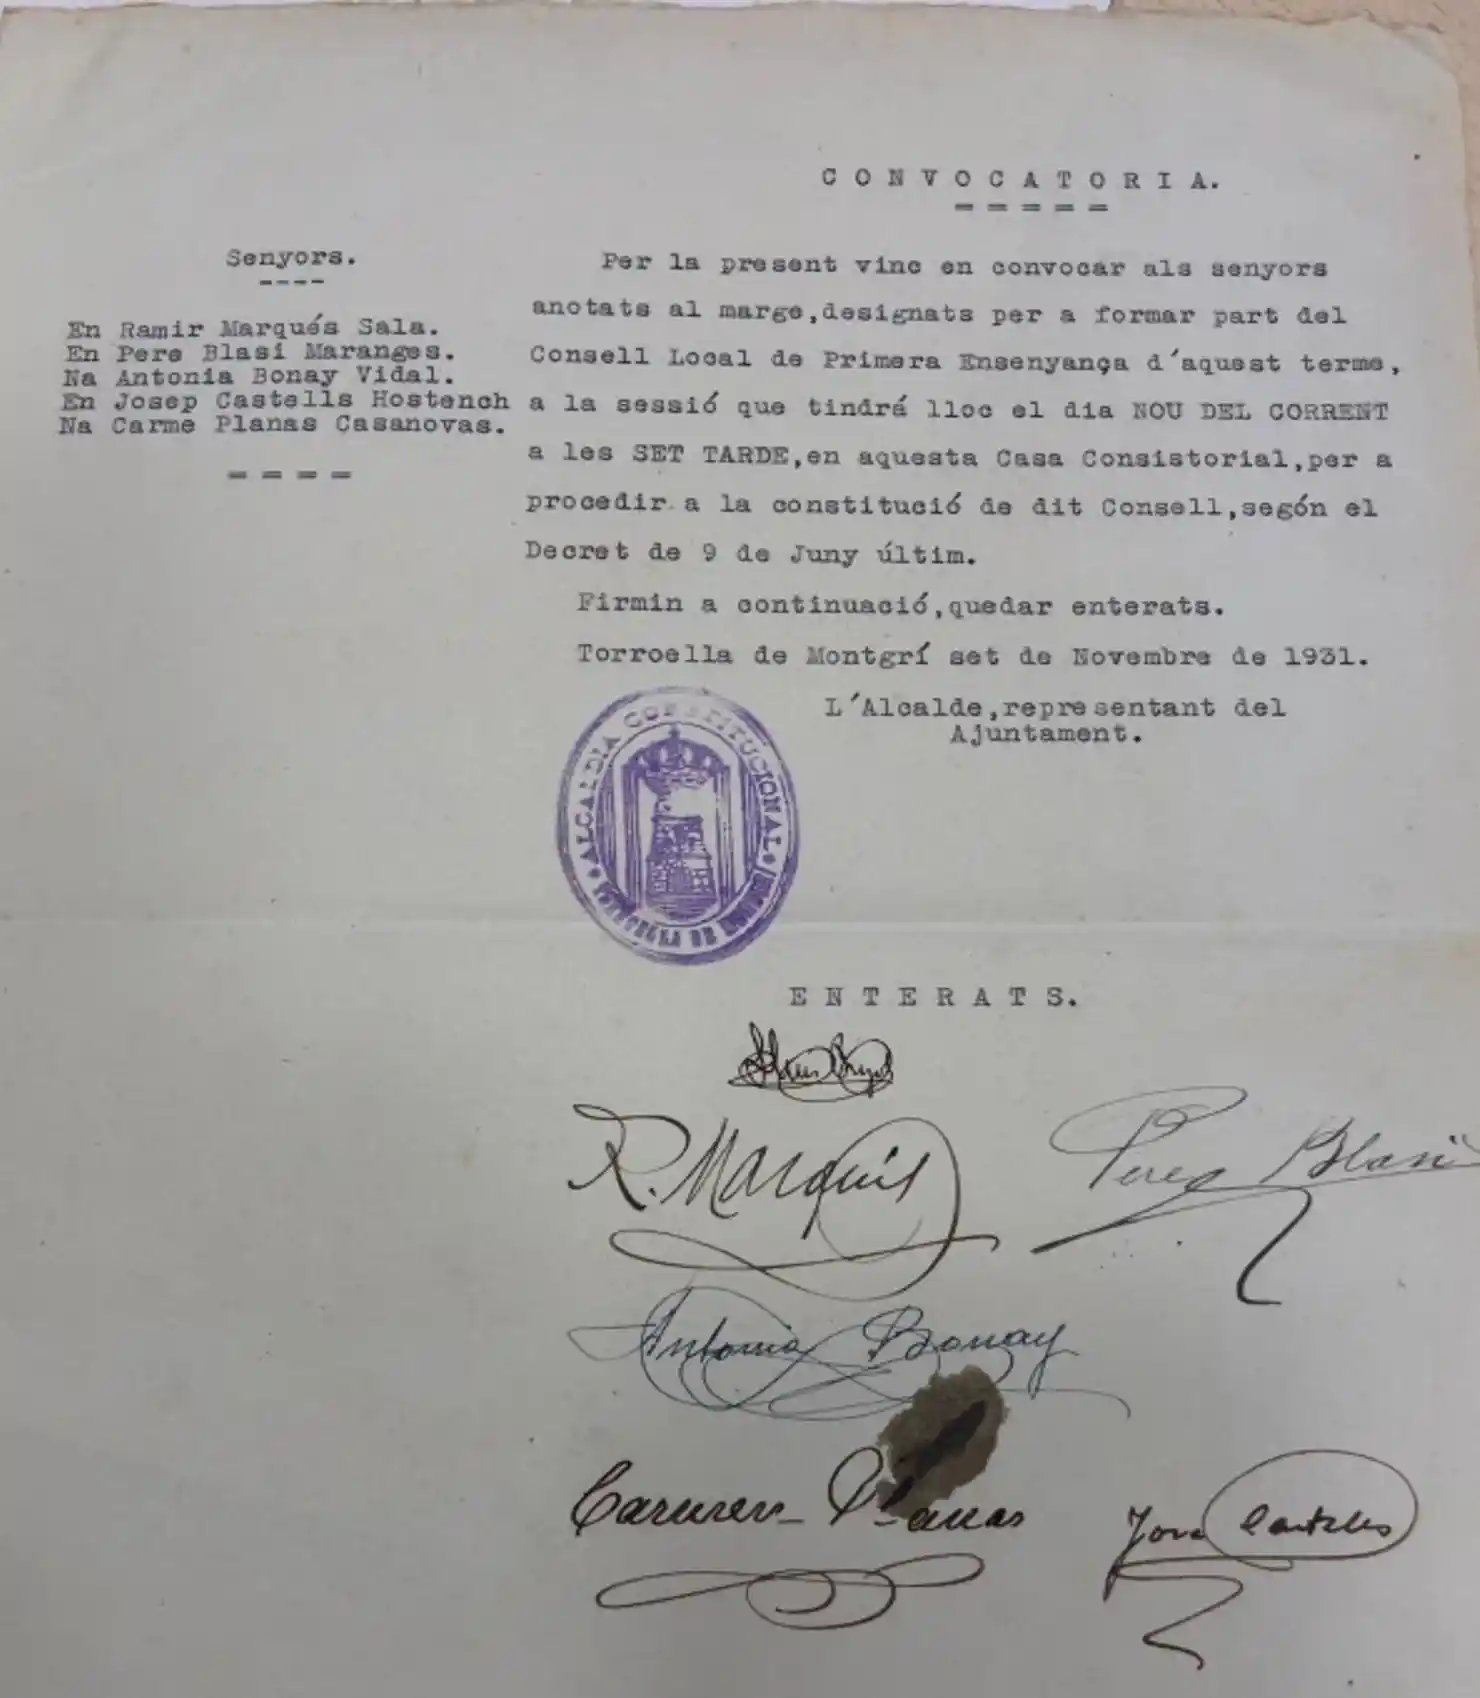 CONVOCATORIA.
Senyors.
En Ramir Marqués Sala.
En Pere Blasi Maranges.
Na Antonia Bonay Vidal.
En Josep Castells Hostench
Na Carme Planas Casanovas.
Per la present vinc en convocar als senyors
anotats al marge,designats per a formar part del
Consell Local de Primera Ensenyança d'aquest terme,
a la sessió que tindrá lloc el dia NOU DEL CORRENT
a les SET TARDE,en aquesta Casa Consistorial,per a
procedir a la constitució de dit Consell,segón el
Decret de 9 de Juny últim.
Firmin a continuació,quedar enterats.
Torroella de Montgrí set de Novembre de 1931.
L'Alcalde,representant del
Ajuntament.
ALCALDIA CONSTITUCIONAL
TORROELLA DE
ENTERATS.
R. Marqués
Pere Blasi
Antonia Bonay
Carmen Planas
José Castells